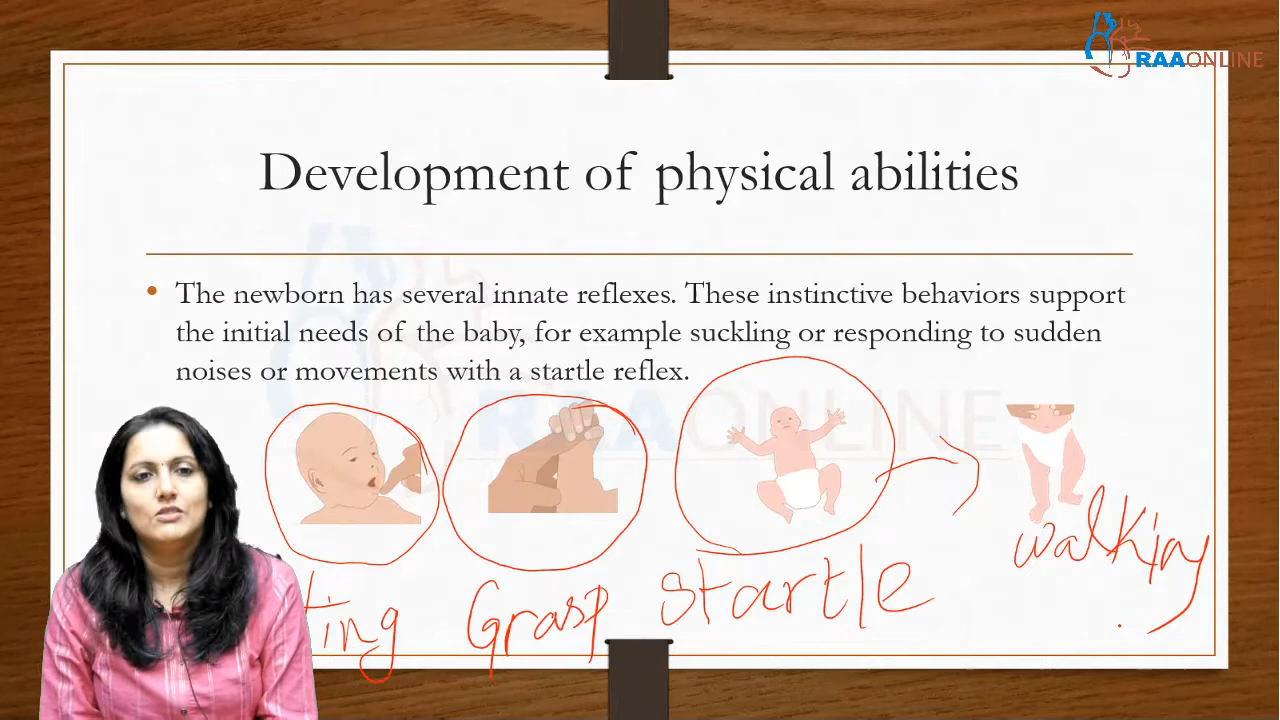 RAAONLINE
Development of physical abilities
• The newborn has several innate reflexes. These instinctive behaviors support
the initial needs of the baby, for example suckling or responding to sudden
noises or movements with a startle reflex.
RAAONLINE
ting Grasp startle walking